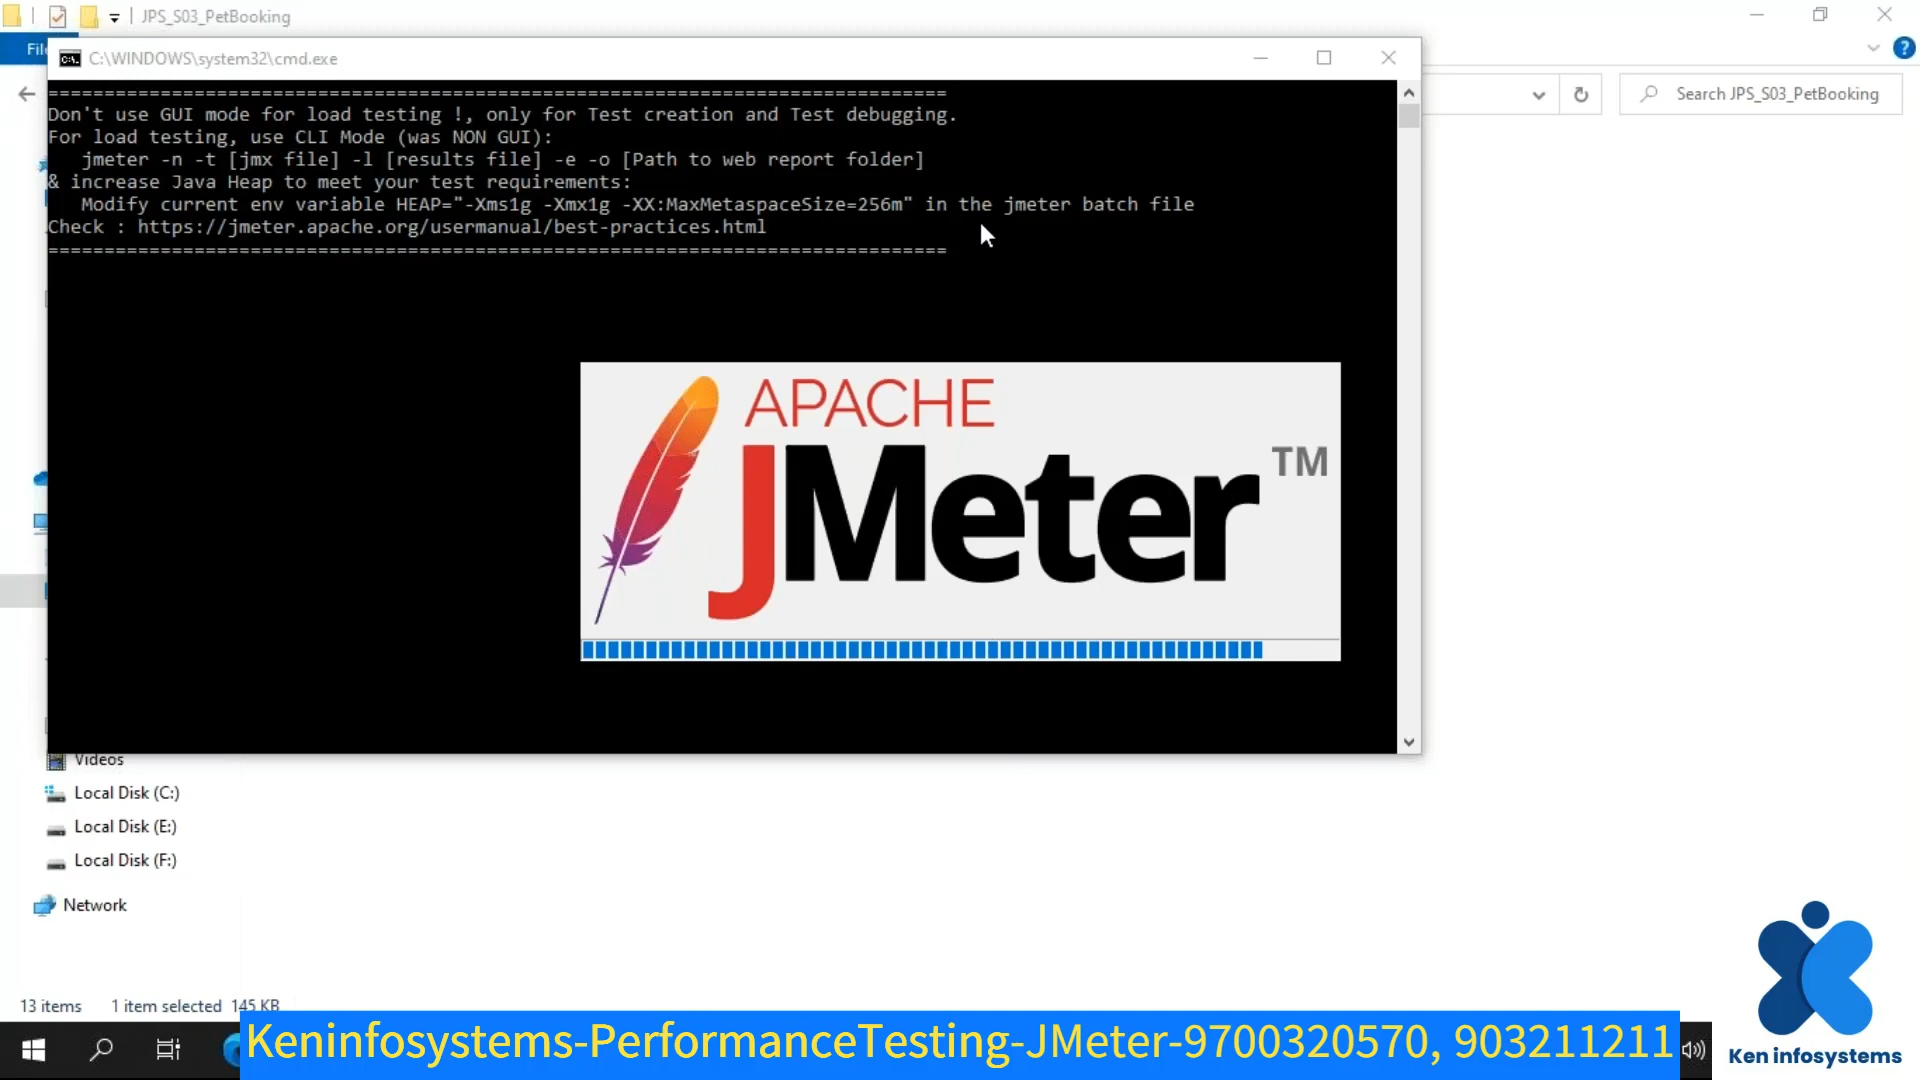 JPS_S03_PetBooking
C:\WINDOWS\system32\cmd.exe
Search JPS_S03_PetBooking
================================================================================
Don't use GUI mode for load testing !, only for Test creation and Test debugging.
For load testing, use CLI Mode (was NON GUI):
jmeter -n -t [jmx file] -l [results file] -e -o [Path to web report folder]
& increase Java Heap to meet your test requirements:
Modify current env variable HEAP="-Xms1g -Xmx1g -XX:MaxMetaspaceSize=256m" in the jmeter batch file
Check : https://jmeter.apache.org/usermanual/best-practices.html
================================================================================
APACHE
JMeter TM
Videos
Local Disk (C:)
Local Disk (E:)
Local Disk (F:)
Network
13 items 1 item selected 145 KB
Keninfosystems-PerformanceTesting-JMeter-9700320570, 903211211
Ken infosystems